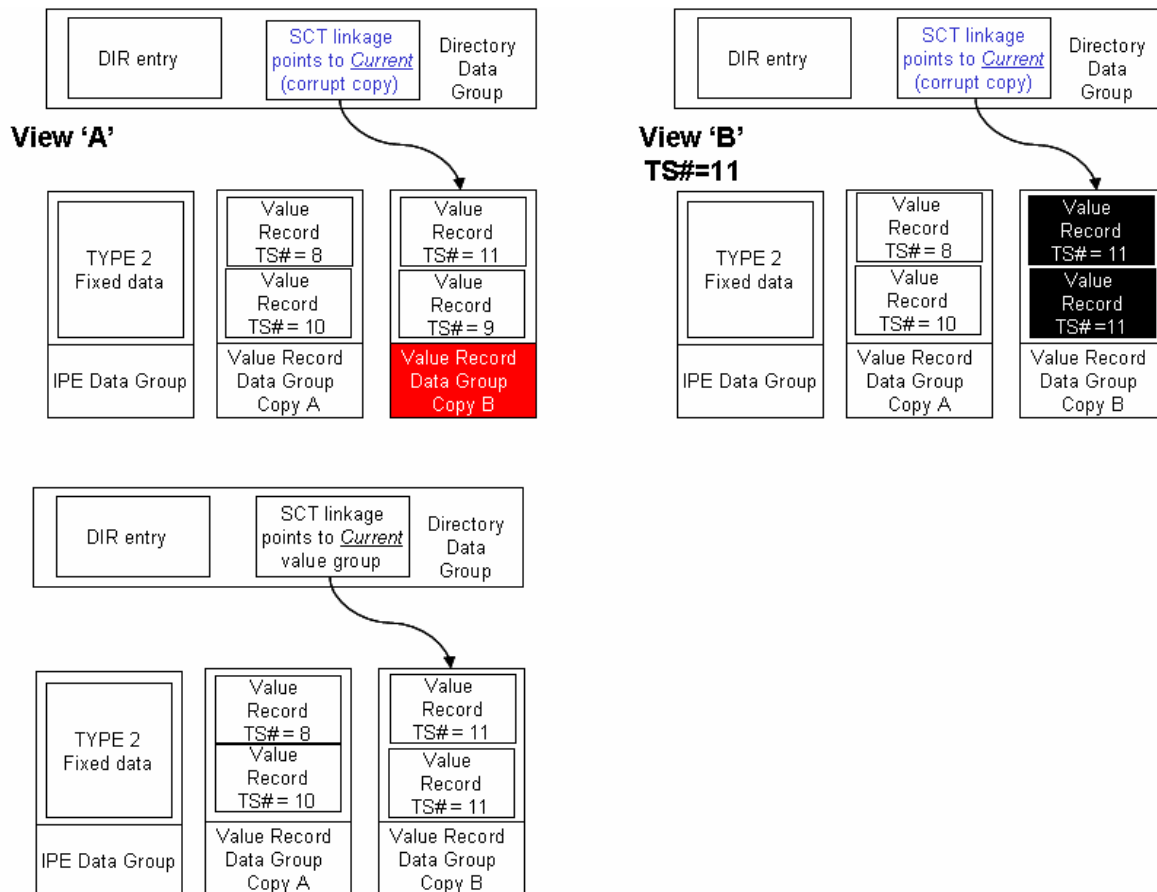 DIR entry
SCT linkage
points to Current
(corrupt copy)
Directory
Data
Group
View ‘A’
TYPE 2
Fixed data
IPE Data Group
Value
Record
TS# = 8
Value
Record
TS# = 10
Value Record
Data Group
Copy A
Value
Record
TS# = 11
Value
Record
TS# = 9
Value Record
Data Group
Copy B
DIR entry
SCT linkage
points to Current
(corrupt copy)
Directory
Data
Group
View ‘B’
TS#=11
TYPE 2
Fixed data
IPE Data Group
Value
Record
TS# = 8
Value
Record
TS# = 10
Value Record
Data Group
Copy A
Value
Record
TS# = 11
Value
Record
TS# =11
Value Record
Data Group
Copy B
DIR entry
SCT linkage
points to Current
value group
Directory
Data
Group
TYPE 2
Fixed data
IPE Data Group
Value
Record
TS# = 8
Value
Record
TS# = 10
Value Record
Data Group
Copy A
Value
Record
TS# = 11
Value
Record
TS# = 11
Value Record
Data Group
Copy B